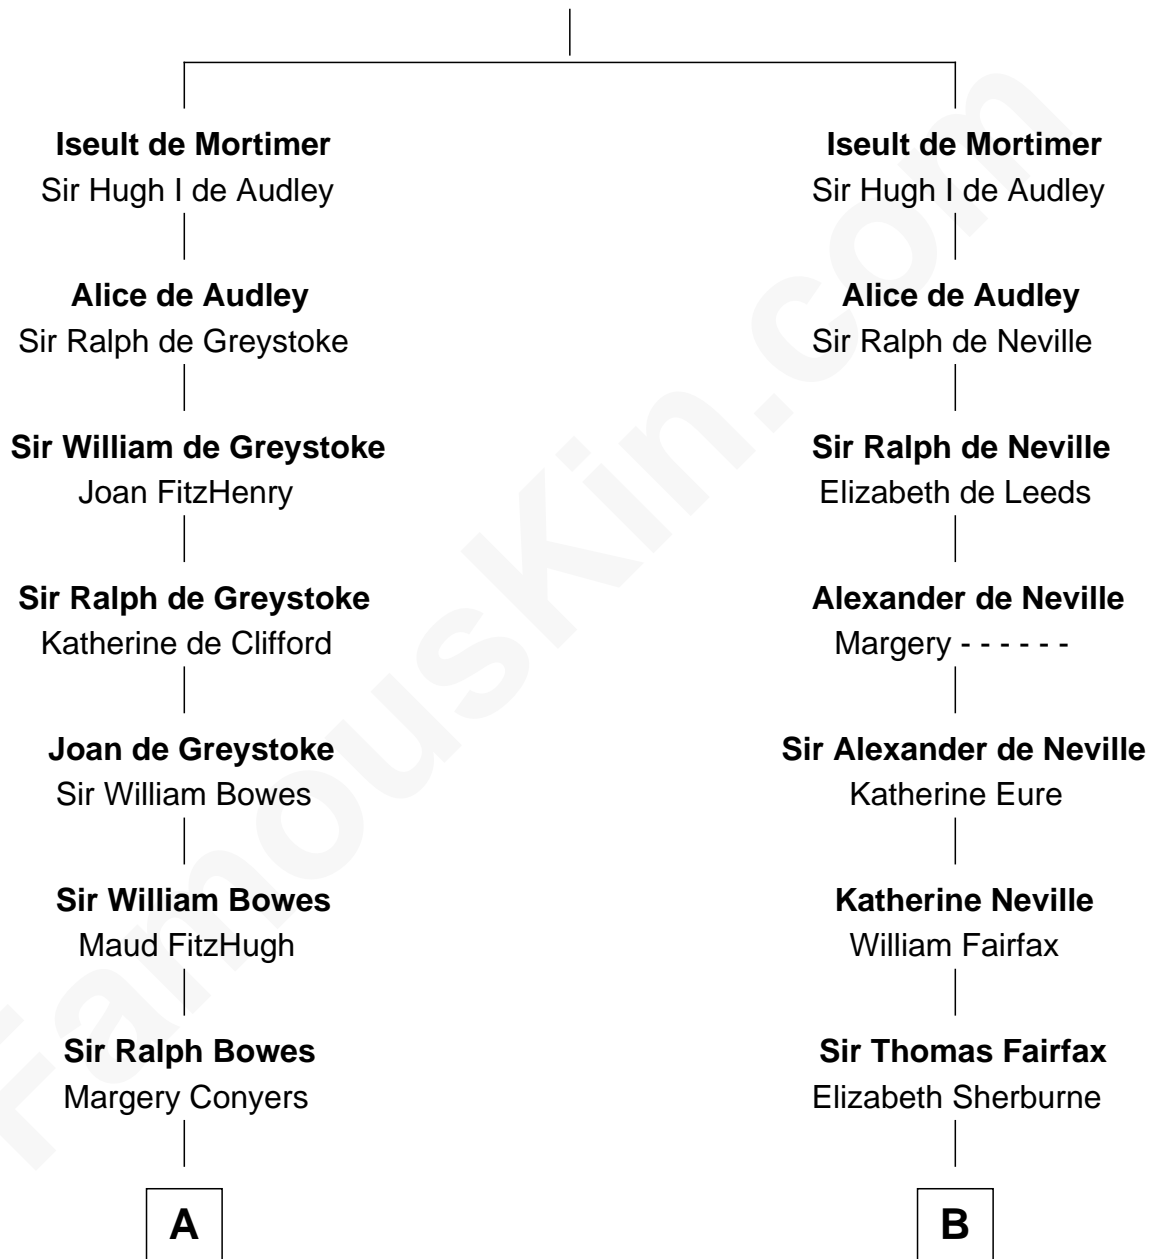 Iseult de Mortimer
Sir Hugh I de Audley
Alice de Audley
Sir Ralph de Greystoke
Sir William de Greystoke
Joan FitzHenry
Sir Ralph de Greystoke
Katherine de Clifford
Joan de Greystoke
Sir William Bowes
Sir William Bowes
Maud FitzHugh
Sir Ralph Bowes
Margery Conyers
A
Iseult de Mortimer
Sir Hugh I de Audley
Alice de Audley
Sir Ralph de Neville
Sir Ralph de Neville
Elizabeth de Leeds
Alexander de Neville
Margery - - - - - -
Sir Alexander de Neville
Katherine Eure
Katherine Neville
William Fairfax
Sir Thomas Fairfax
Elizabeth Sherburne
B
FamousKin.com